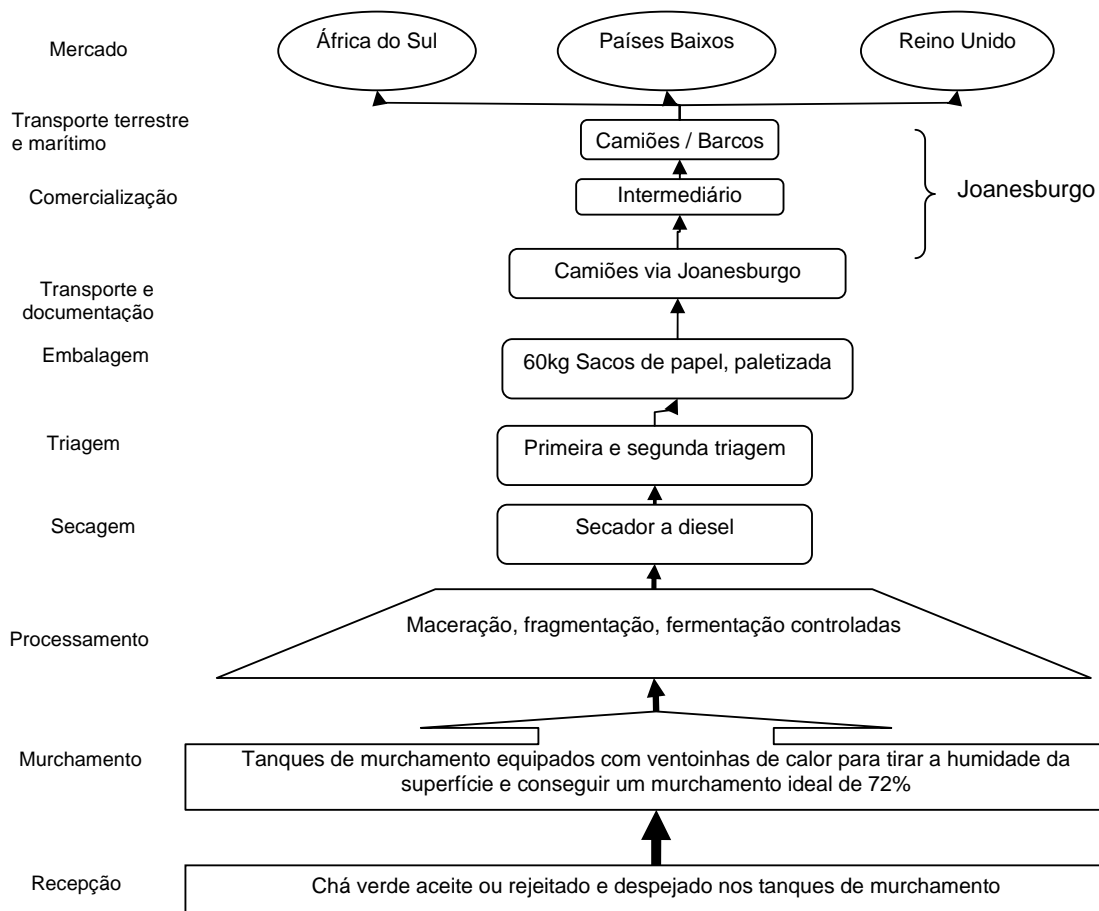 Mercado
África do Sul
Países Baixos
Reino Unido
Transporte terrestre
e marítimo
Camiões / Barcos
Comercialização
Intermediário
Joanesburgo
Camiões via Joanesburgo
Transporte e
documentação
Embalagem
60kg Sacos de papel, paletizada
Triagem
Primeira e segunda triagem
Secagem
Secador a diesel
Processamento
Maceração, fragmentação, fermentação controladas
Murchamento
Tanques de murchamento equipados com ventoinhas de calor para tirar a humidade da
superfície e conseguir um murchamento ideal de 72%
Recepção
Chá verde aceite ou rejeitado e despejado nos tanques de murchamento